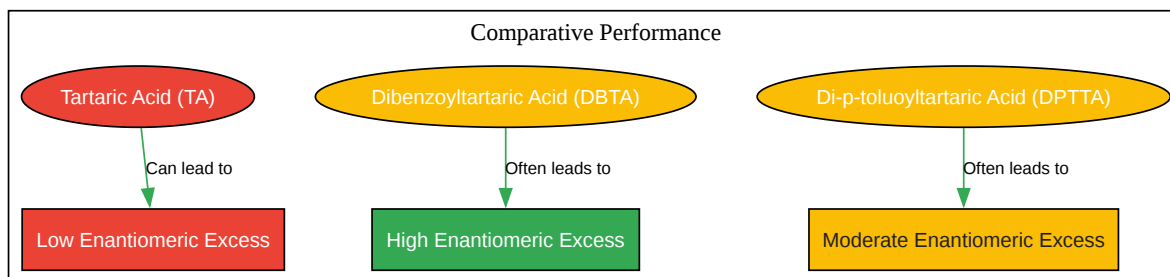 Comparative Performance
Tartaric Acid (TA)
Dibenzoyltartaric Acid (DBTA)
Di-p-toluoyltartaric Acid (DPTTA)
Can lead to
Often leads to
Often leads to
Low Enantiomeric Excess
High Enantiomeric Excess
Moderate Enantiomeric Excess